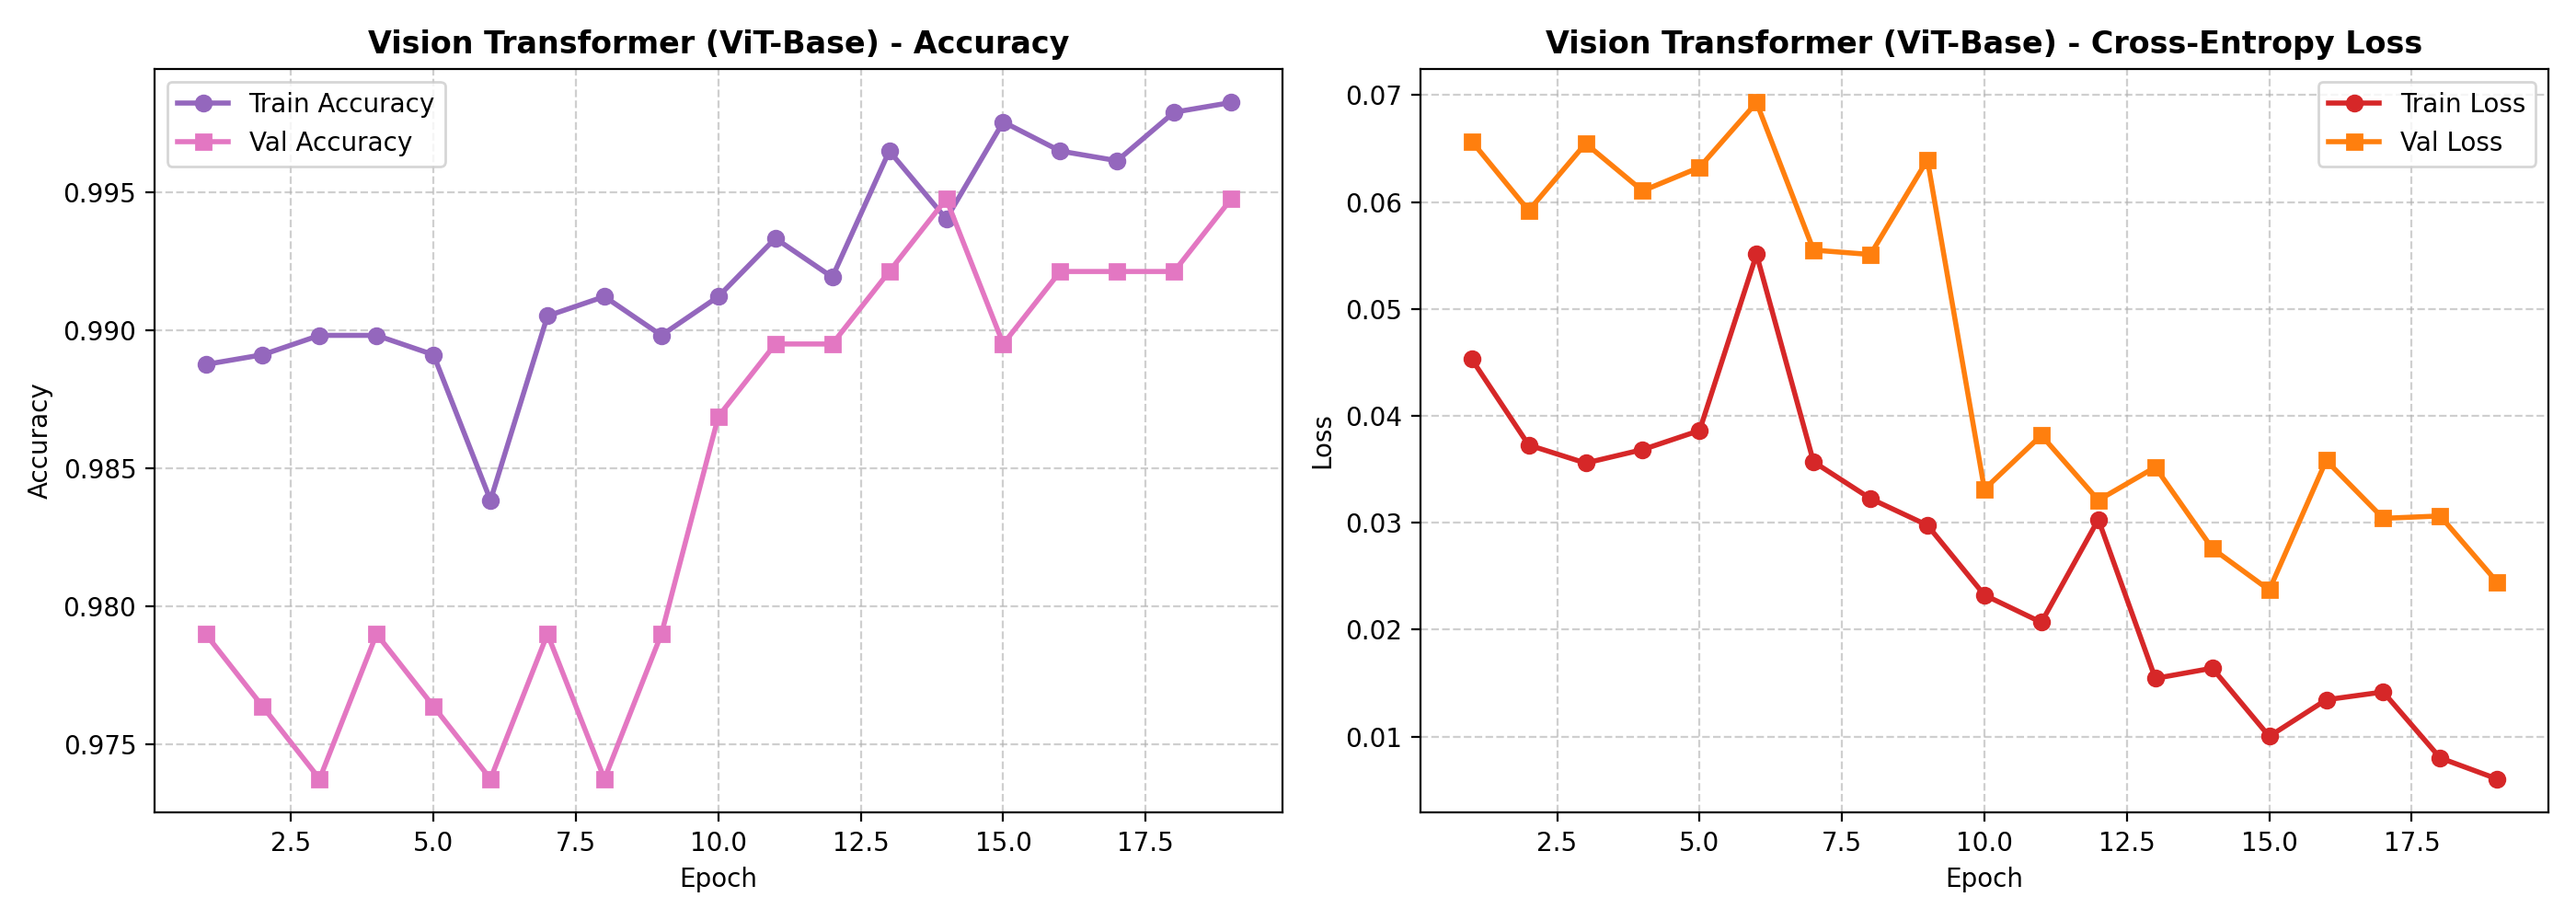 Vision Transformer (ViT-Base) - Accuracy
Train Accuracy
Val Accuracy
Accuracy
0.995
0.990
0.985
0.980
0.975
2.5 5.0 7.5 10.0 12.5 15.0 17.5
Epoch
Vision Transformer (ViT-Base) - Cross-Entropy Loss
Train Loss
Val Loss
Loss
0.07
0.06
0.05
0.04
0.03
0.02
0.01
2.5 5.0 7.5 10.0 12.5 15.0 17.5
Epoch